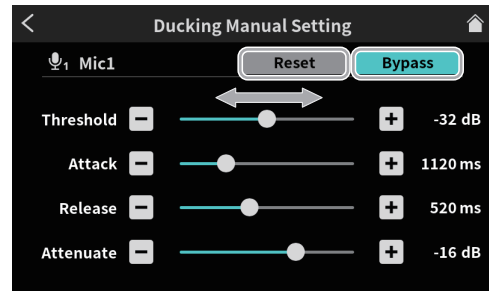 Ducking Manual Setting
1 Mic1 Reset Bypass
Threshold - + -32 dB
Attack - + 1120 ms
Release - + 520 ms
Attenuate - + -16 dB